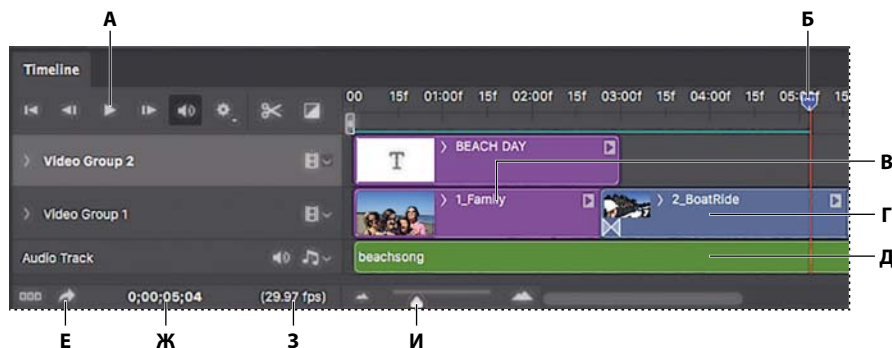 А Б
Timeline
00 15f 01:00f 15f 02:00f 15f 03:00f 15f 04:00f 15f 05:00f 15
Video Group 2
T BEACH DAY
В
Video Group 1
1_Family 2_BoatRide
Г
Audio Track
beachsong
Д
0;00;05;04 (29.97 fps)
Е Ж З И